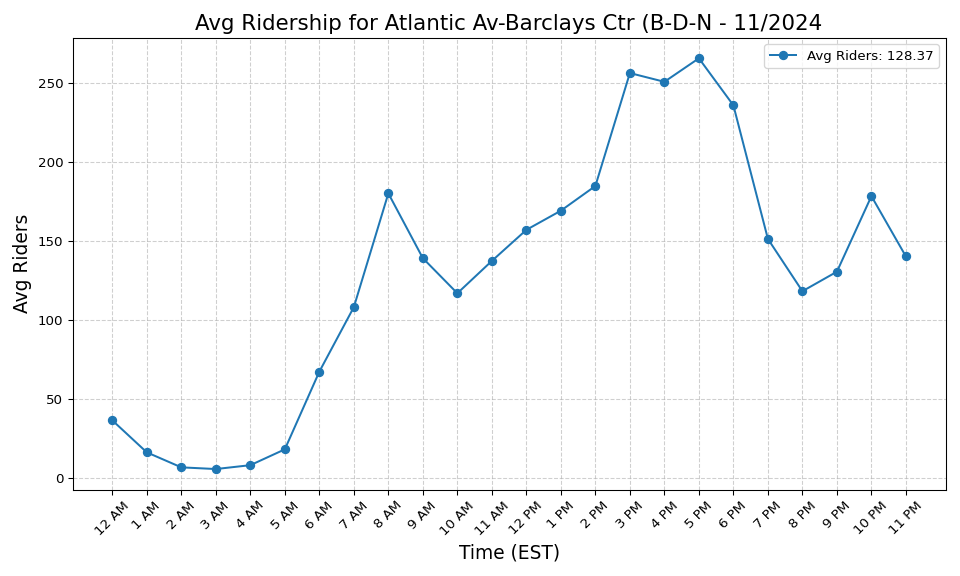 Avg Ridership for Atlantic Av-Barclays Ctr (B-D-N - 11/2024
Avg Riders: 128.37
Avg Riders
250
200
150
100
50
0
12 AM
1 AM
2 AM
3 AM
4 AM
5 AM
6 AM
7 AM
8 AM
9 AM
10 AM
11 AM
12 PM
1 PM
2 PM
3 PM
4 PM
5 PM
6 PM
7 PM
8 PM
9 PM
10 PM
11 PM
Time (EST)